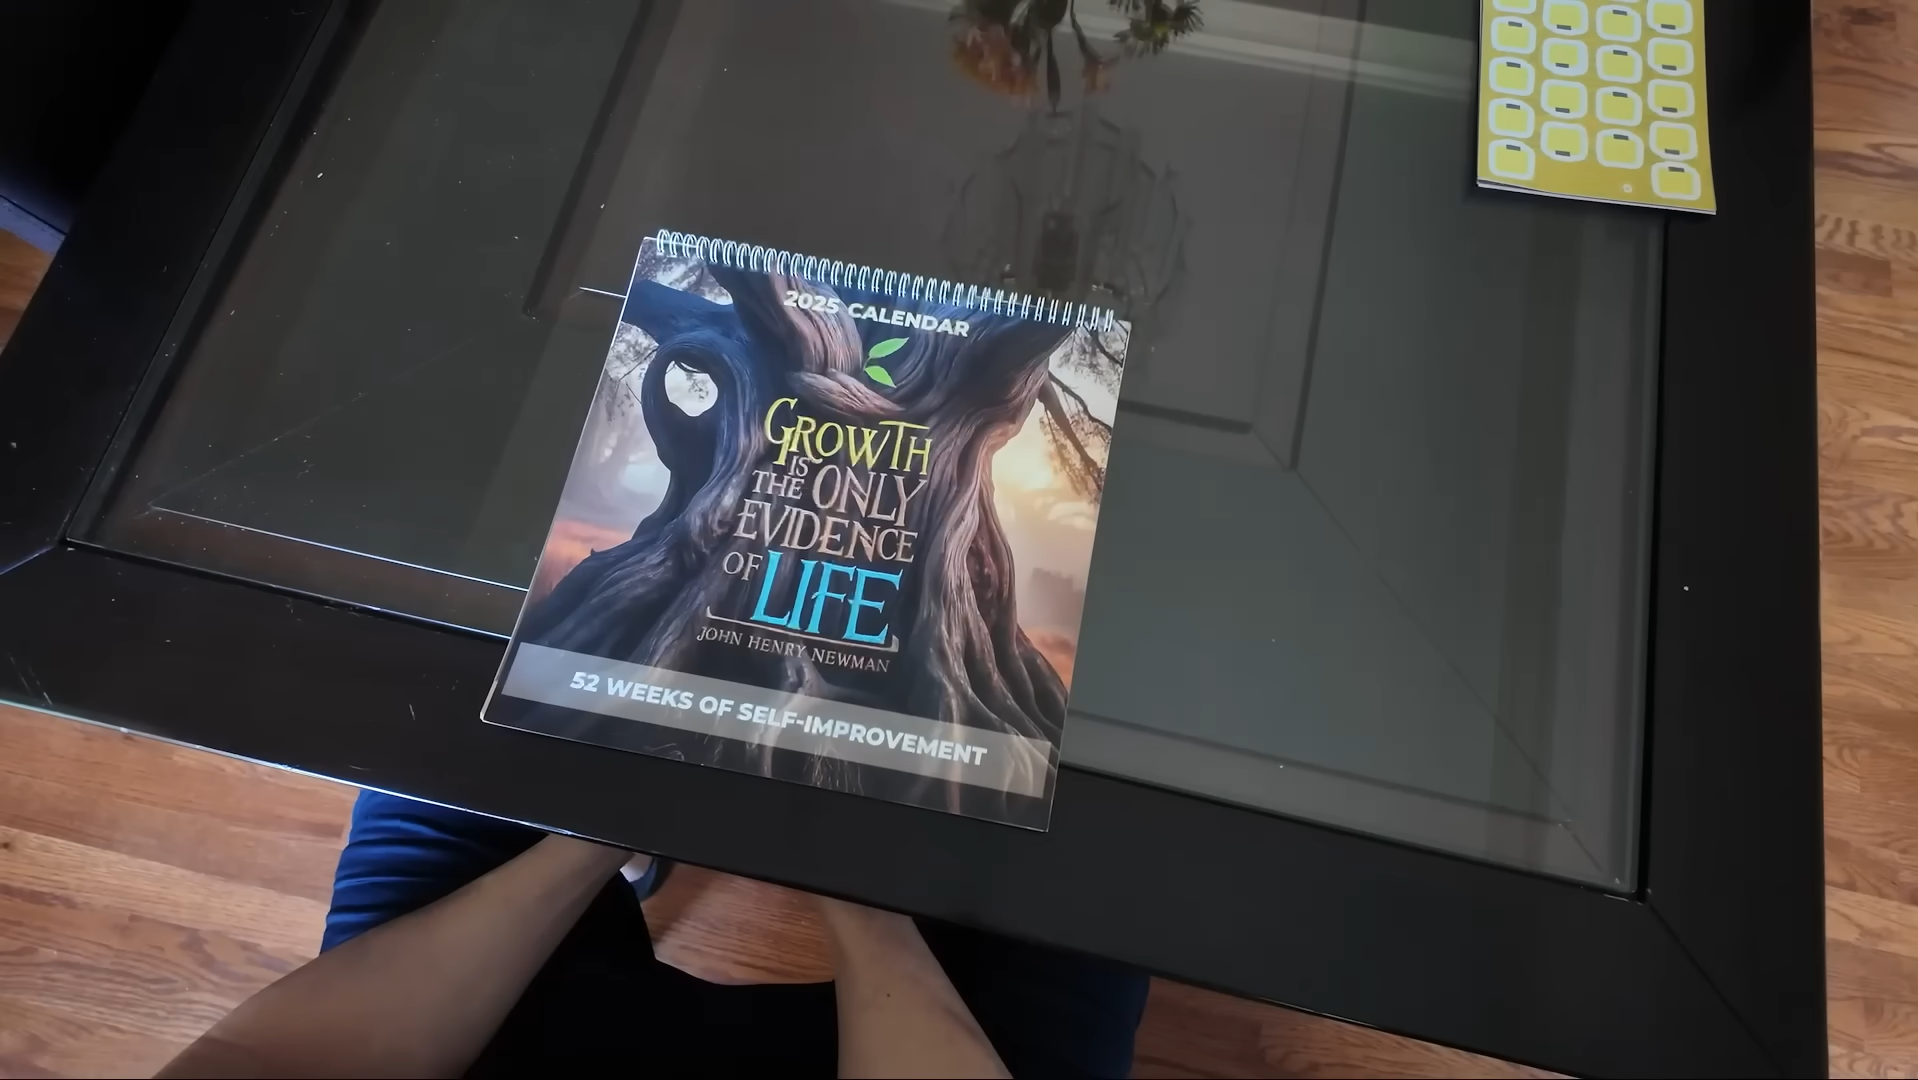 2025 CALENDAR
GROWTH
IS
THE ONLY
EVIDENCE
OF LIFE
JOHN HENRY NEWMAN
52 WEEKS OF SELF-IMPROVEMENT